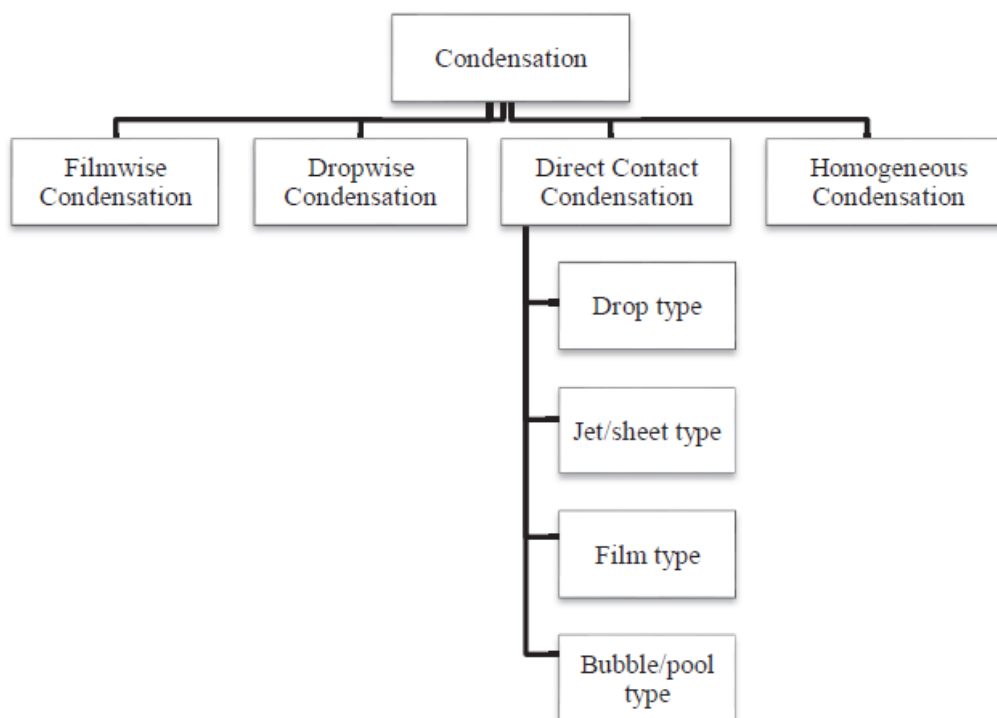 Condensation
Filmwise
Condensation
Dropwise
Condensation
Direct Contact
Condensation
Homogeneous
Condensation
Drop type
Jet/sheet type
Film type
Bubble/pool
type